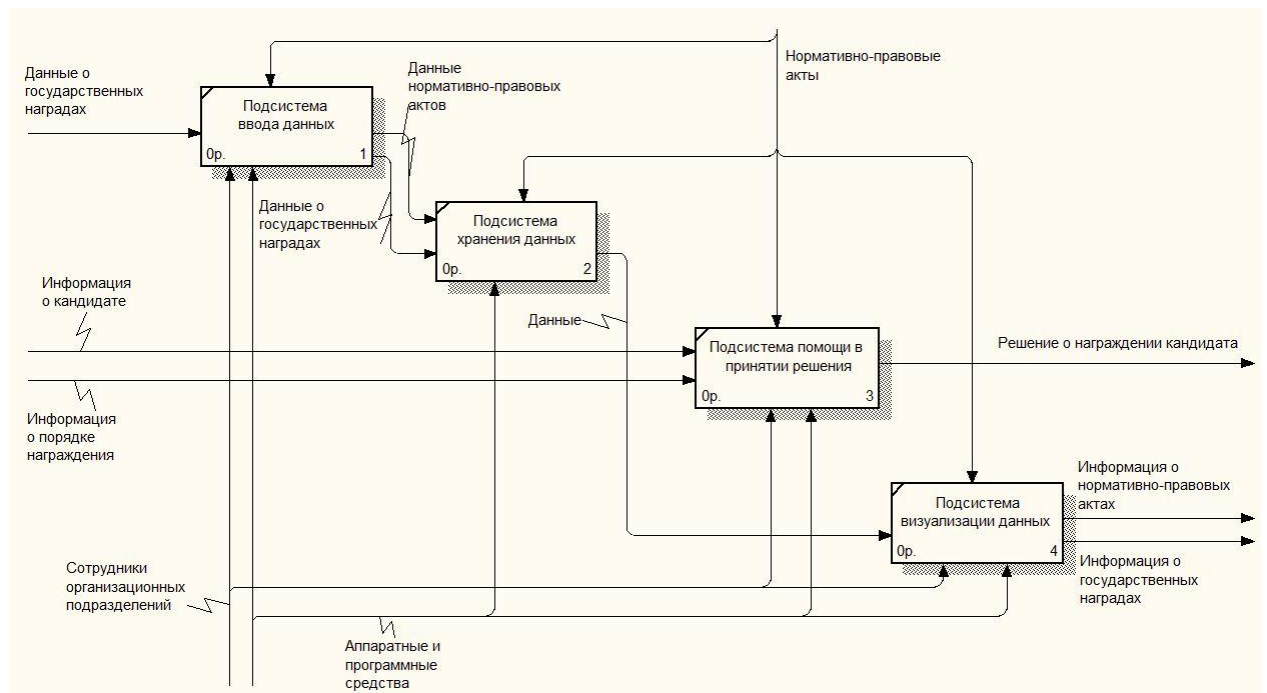 Данные о
государственных
наградах
Подсистема
ввода данных
0р.
1
Данные
нормативно-правовых
актов
Нормативно-правовые
акты
Данные о
государственных
наградах
Подсистема
хранения данных
0р.
2
Информация
о кандидате
Данные
Подсистема помощи в
принятии решения
0р.
3
Решение о награждении кандидата
Информация
о порядке
награждения
Подсистема
визуализации данных
0р.
4
Информация о
нормативно-правовых
актах
Информация о
государственных
наградах
Сотрудники
организационных
подразделений
Аппаратные и
программные
средства